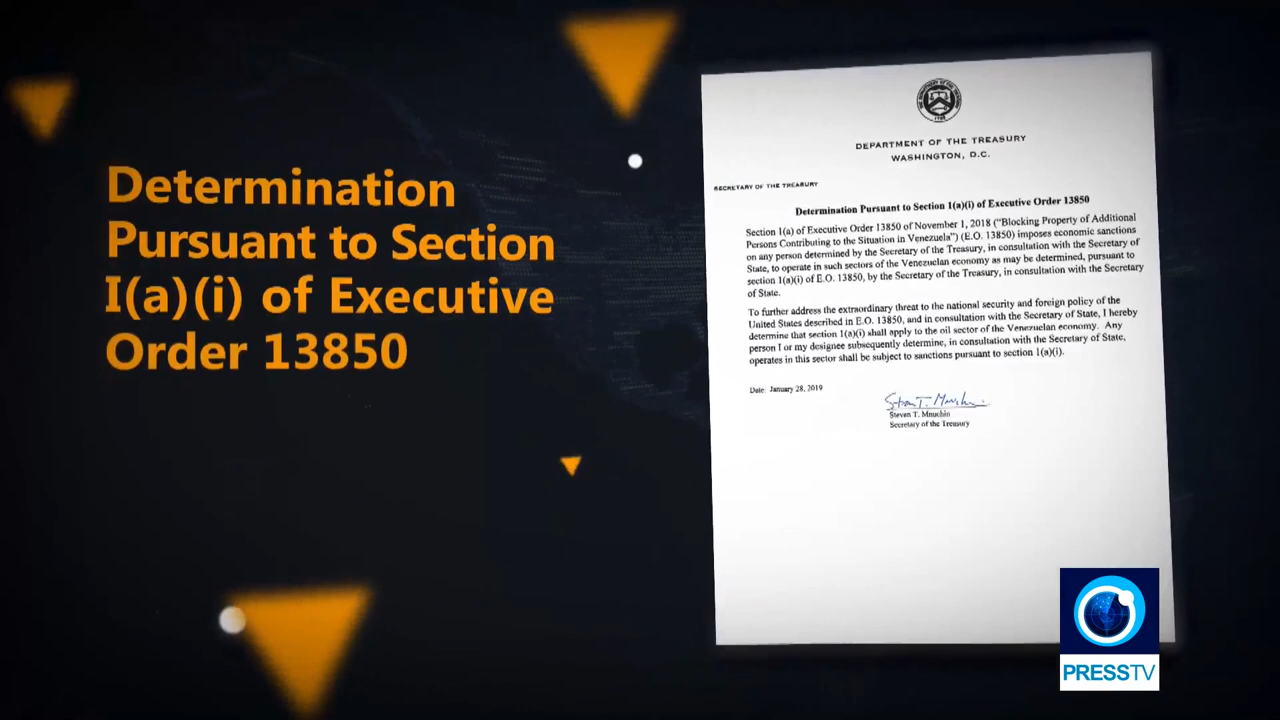 Determination
Pursuant to Section
I(a)(i) of Executive
Order 13850
DEPARTMENT OF THE TREASURY
WASHINGTON, D.C.
SECRETARY OF THE TREASURY
Determination Pursuant to Section 1(a)(i) of Executive Order 13850
Section 1(a) of Executive Order 13850 of November 1, 2018 (“Blocking Property of Additional
Persons Contributing to the Situation in Venezuela”) (E.O. 13850) imposes economic sanctions
on any person determined by the Secretary of the Treasury, in consultation with the Secretary of
State, to operate in such sectors of the Venezuelan economy as may be determined, pursuant to
section 1(a)(i) of E.O. 13850, by the Secretary of the Treasury, in consultation with the Secretary
of State.
To further address the extraordinary threat to the national security and foreign policy of the
United States described in E.O. 13850, and in consultation with the Secretary of State, I hereby
determine that section 1(a)(i) shall apply to the oil sector of the Venezuelan economy. Any
person I or my designee subsequently determine, in consultation with the Secretary of State,
operates in this sector shall be subject to sanctions pursuant to section 1(a)(i).
Date: January 28, 2019
Steven T. Mnuchin
Steven T. Mnuchin
Secretary of the Treasury
PRESSTV